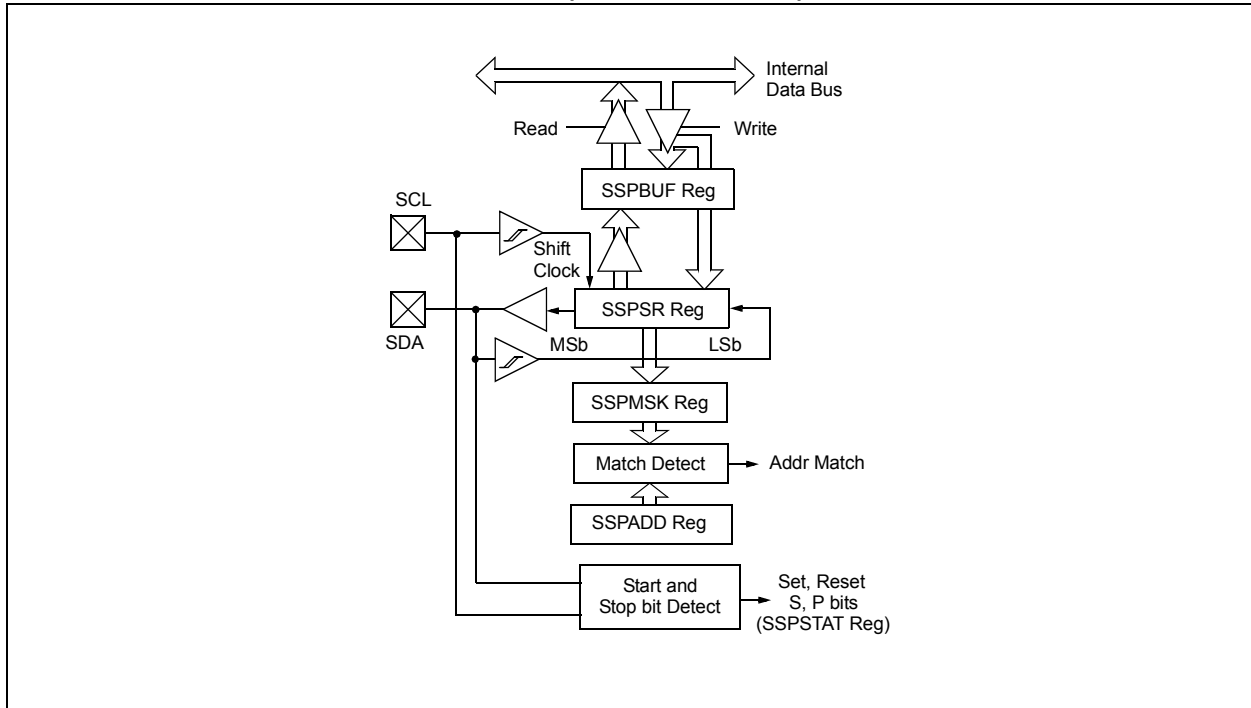 Internal
Data Bus
Read
Write
SSPBUF Reg
SCL
Shift
Clock
SSPSR Reg
SDA
MSb
LSb
SSPMSK Reg
Match Detect
Addr Match
SSPADD Reg
Start and
Stop bit Detect
Set, Reset
S, P bits
(SSPSTAT Reg)